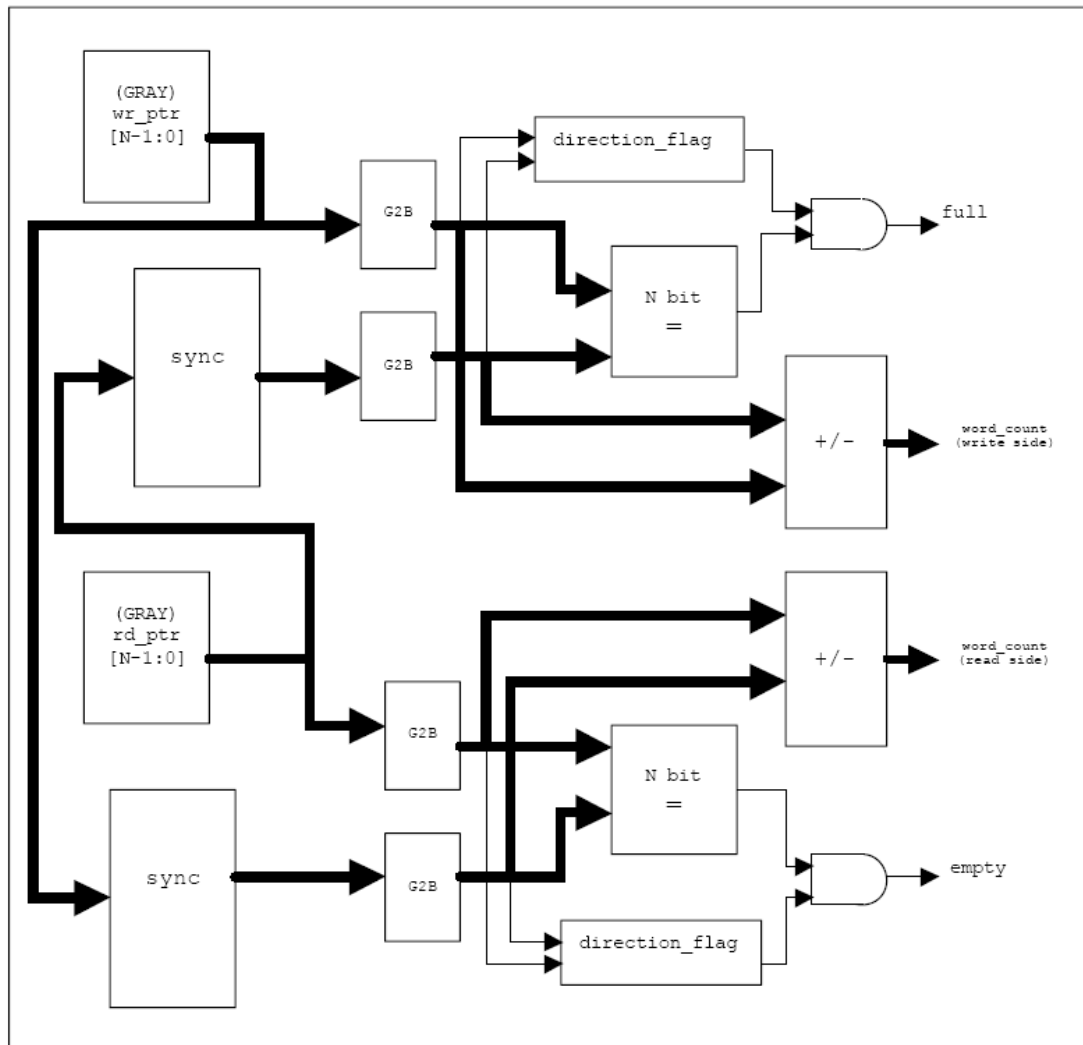 (GRAY)
wr_ptr
[N-1:0]
direction_flag
G2B
full
N bit
=
sync
G2B
+/-
word_count
(write side)
(GRAY)
rd_ptr
[N-1:0]
+/-
word_count
(read side)
G2B
N bit
=
sync
G2B
empty
direction_flag